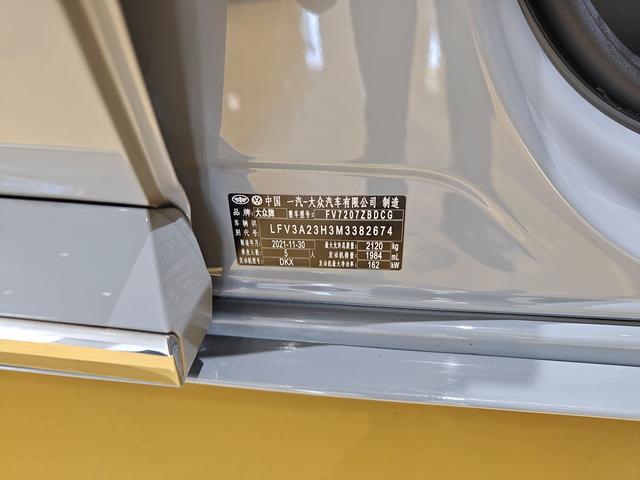 中国 一汽-大众汽车有限公司 制造
品牌 大众牌 整车型号 FV7207ZBDCG
车辆识别代号 LFV3A23H3M3382674
制造年月 2021-11-30 最大允许总质量 2120 kg
乘坐人数 5 人 发动机排量 1984 mL
发动机型号 DKX 发动机最大净功率 162 kW